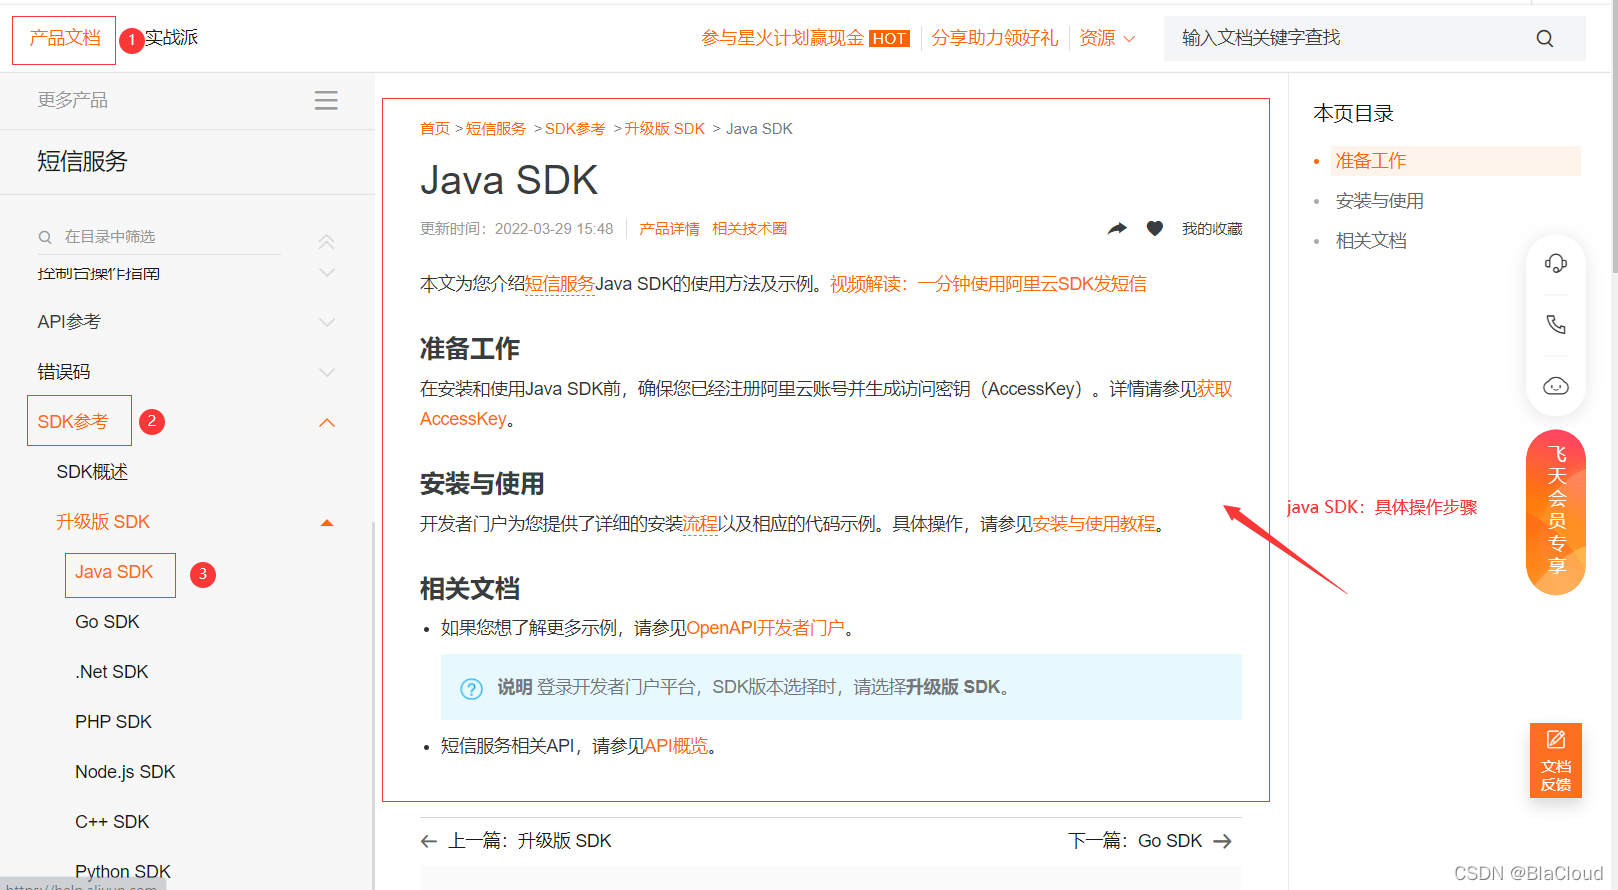 产品文档 1 实战派
参与星火计划赢现金 HOT 分享助力领好礼 资源 输入文档关键字查找
更多产品
短信服务
在目录中筛选
控制台操作指南
API参考
错误码
SDK参考 2
SDK概述
升级版 SDK
Java SDK 3
Go SDK
.Net SDK
PHP SDK
Node.js SDK
C++ SDK
Python SDK
https://help.aliyun.com
首页 >短信服务 >SDK参考 >升级版 SDK > Java SDK
Java SDK
更新时间：2022-03-29 15:48 产品详情 相关技术圈 我的收藏
本文为您介绍短信服务Java SDK的使用方法及示例。视频解读：一分钟使用阿里云SDK发短信
准备工作
在安装和使用Java SDK前，确保您已经注册阿里云账号并生成访问密钥（AccessKey）。详情请参见获取
AccessKey。
安装与使用
开发者门户为您提供了详细的安装流程以及相应的代码示例。具体操作，请参见安装与使用教程。
相关文档
• 如果您想了解更多示例，请参见OpenAPI开发者门户。
说明 登录开发者门户平台，SDK版本选择时，请选择升级版 SDK。
• 短信服务相关API，请参见API概览。
← 上一篇：升级版 SDK 下一篇：Go SDK →
本页目录
• 准备工作
• 安装与使用
• 相关文档
java SDK：具体操作步骤
飞天会员专享
文档
反馈
CSDN @BlaCloud